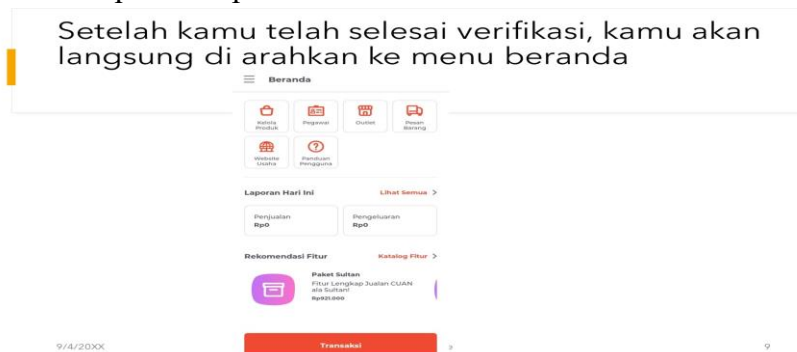 Setelah kamu telah selesai verifikasi, kamu akan
langsung di arahkan ke menu beranda
Beranda
Kelola Pegawai Outlet Pesan
Produk Barang
Website Panduan
Usaha Pengguna
Laporan Hari Ini Lihat Semua >
Penjualan Pengeluaran
Rp0 Rp0
Rekomendasi Fitur Katalog Fitur >
Paket Sultan
Fitur Lengkap Jualan CUAN
ala Sultan!
Rp921.000
Transaksi
9/4/20XX 9